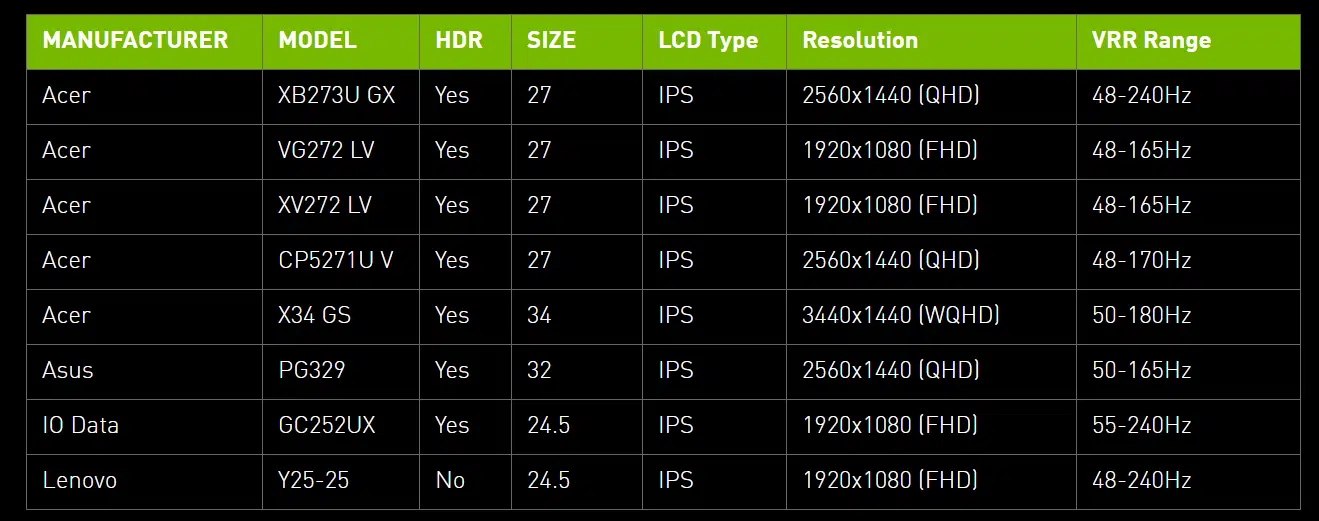 MANUFACTURER MODEL HDR SIZE LCD Type Resolution VRR Range
Acer XB273U GX Yes 27 IPS 2560x1440 (QHD) 48-240Hz
Acer VG272 LV Yes 27 IPS 1920x1080 (FHD) 48-165Hz
Acer XV272 LV Yes 27 IPS 1920x1080 (FHD) 48-165Hz
Acer CP5271U V Yes 27 IPS 2560x1440 (QHD) 48-170Hz
Acer X34 GS Yes 34 IPS 3440x1440 (WQHD) 50-180Hz
Asus PG329 Yes 32 IPS 2560x1440 (QHD) 50-165Hz
IO Data GC252UX Yes 24.5 IPS 1920x1080 (FHD) 55-240Hz
Lenovo Y25-25 No 24.5 IPS 1920x1080 (FHD) 48-240Hz